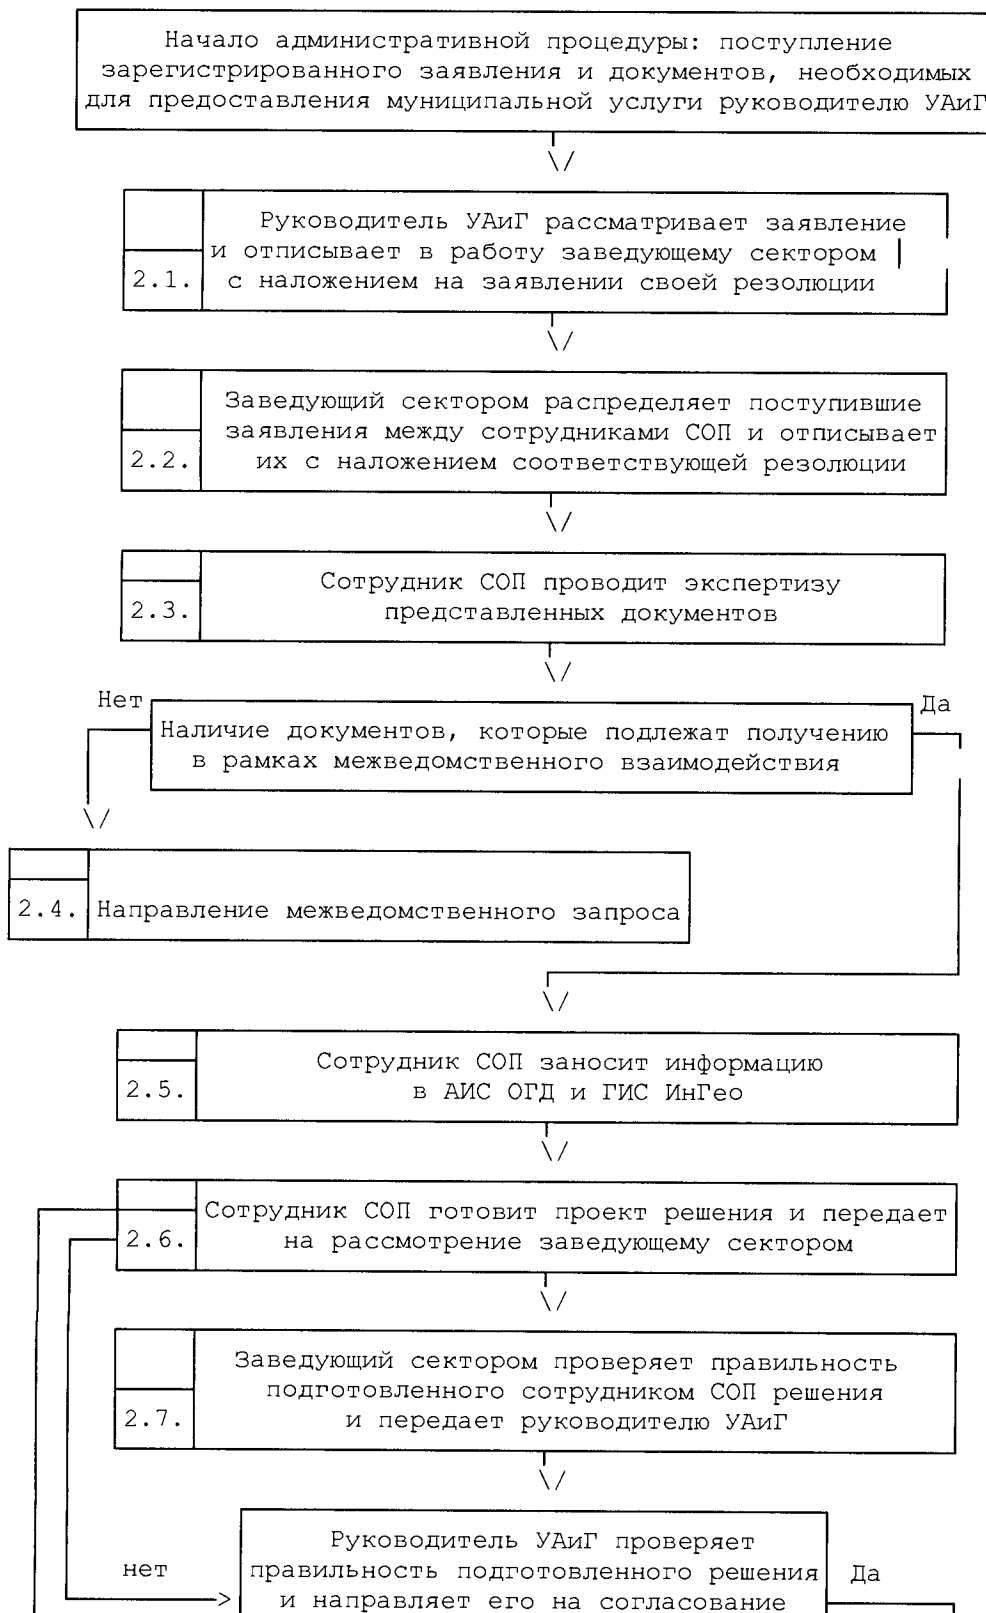 Начало административной процедуры: поступление
зарегистрированного заявления и документов, необходимых
для предоставления муниципальной услуги руководителю УАиГ
Руководитель УАиГ рассматривает заявление
и отписывает в работу заведующему сектором
2.1. с наложением на заявлении своей резолюции
Заведующий сектором распределяет поступившие
заявления между сотрудниками СОП и отписывает
2.2. их с наложением соответствующей резолюции
Сотрудник СОП проводит экспертизу
2.3. представленных документов
Нет Да
Наличие документов, которые подлежат получению
в рамках межведомственного взаимодействия
2.4. Направление межведомственного запроса
Сотрудник СОП заносит информацию
2.5. в АИС ОГД и ГИС ИнГео
Сотрудник СОП готовит проект решения и передает
2.6. на рассмотрение заведующему сектором
Заведующий сектором проверяет правильность
подготовленного сотрудником СОП решения
2.7. и передает руководителю УАиГ
Руководитель УАиГ проверяет
нет правильность подготовленного решения Да
и направляет его на согласование